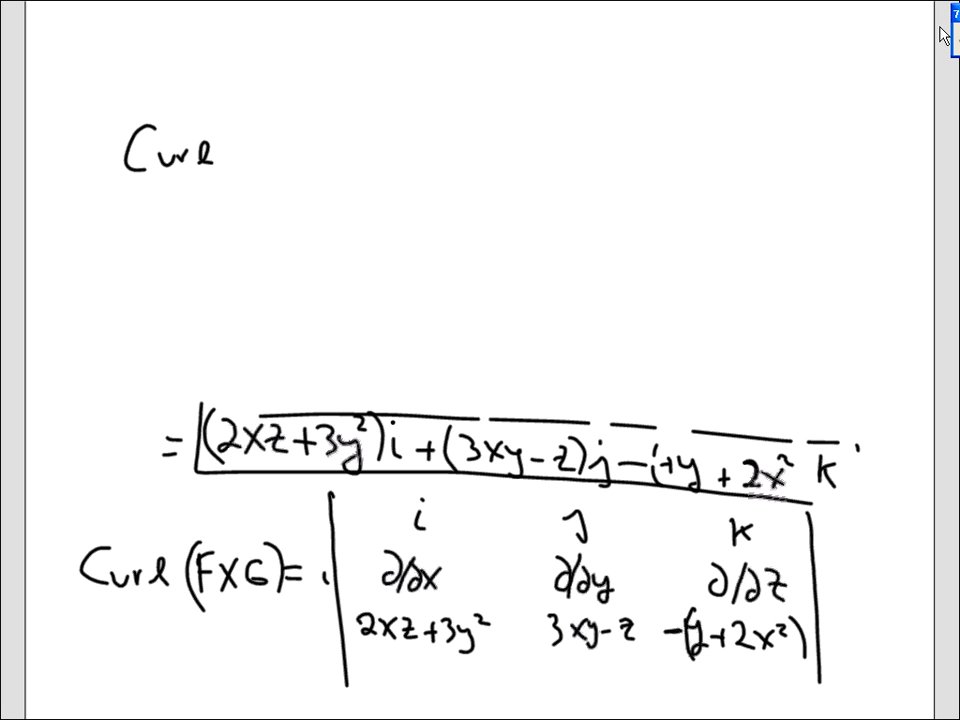 Curl
= (2xz + 3y²)i + (3xy - z)j - (+y + 2x² k
i j k
Curl (F×G) = ∂/∂x ∂/∂y ∂/∂z
2xz + 3y² 3xy - z -(y + 2x²)